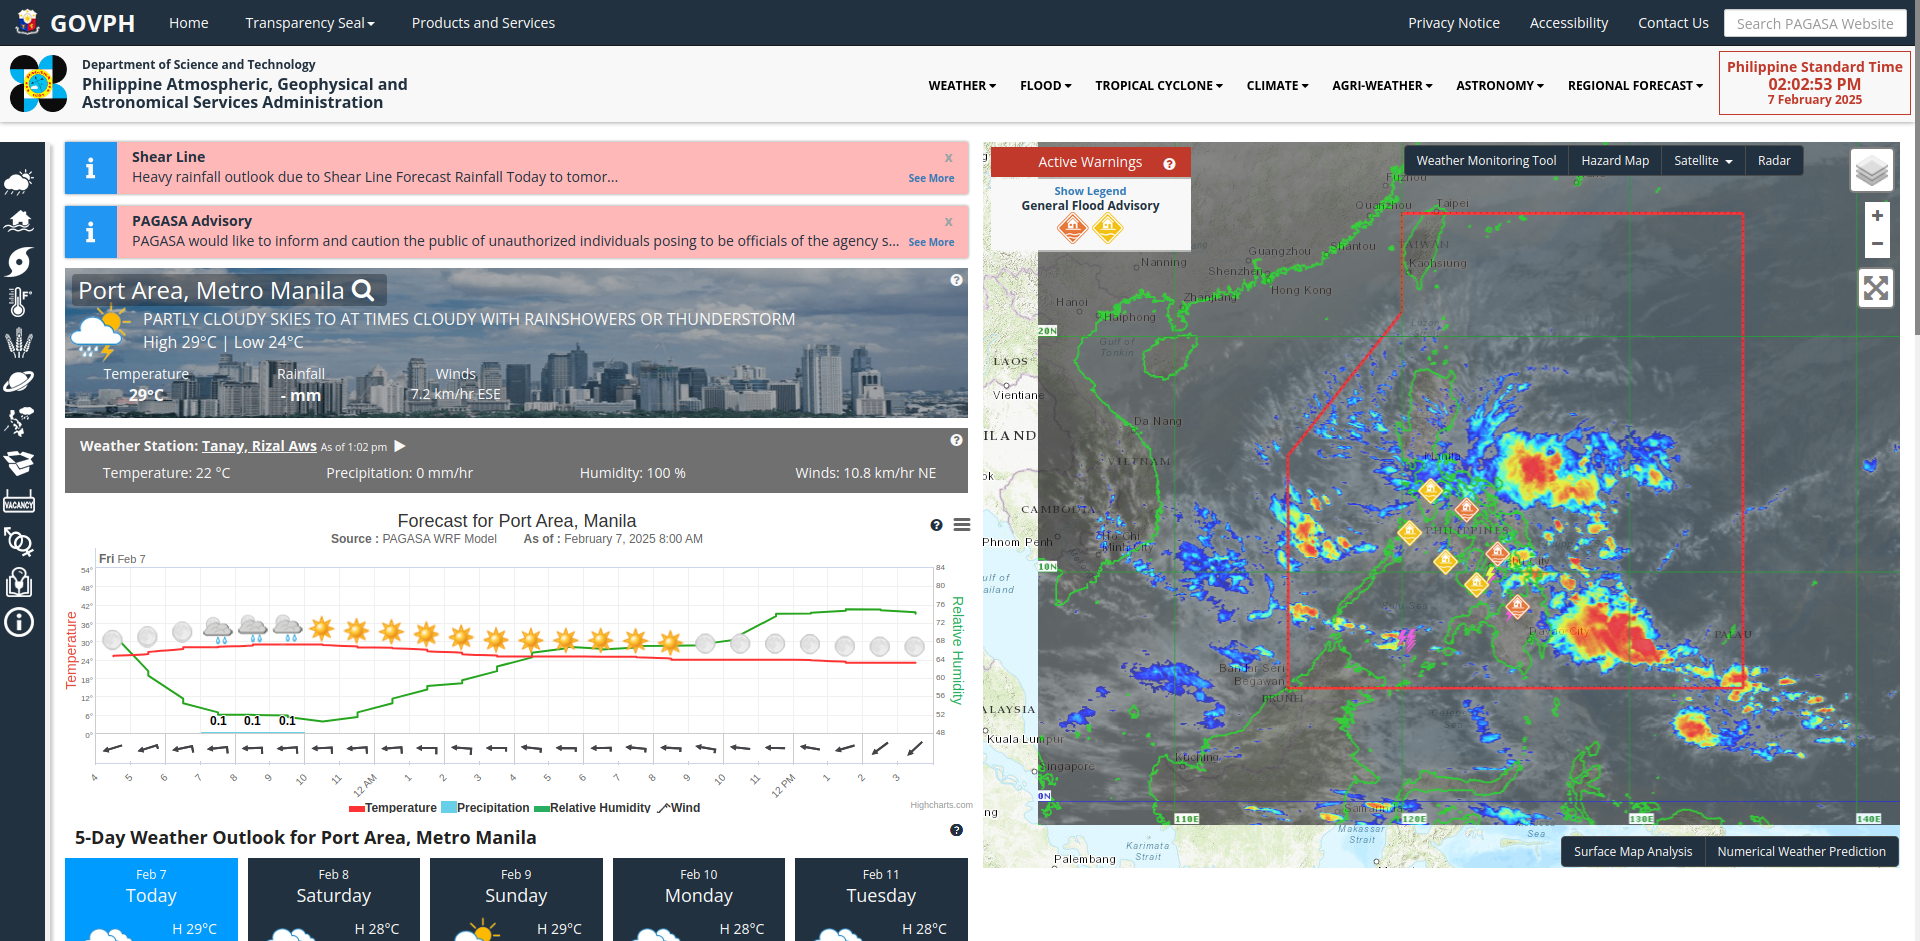 GOVPH
Home
Transparency Seal
Products and Services
Privacy Notice
Accessibility
Contact Us
Search PAGASA Website
Department of Science and Technology
Philippine Atmospheric, Geophysical and
Astronomical Services Administration
WEATHER
FLOOD
TROPICAL CYCLONE
CLIMATE
AGRI-WEATHER
ASTRONOMY
REGIONAL FORECAST
Philippine Standard Time
02:02:53 PM
7 February 2025
VACANCY
Shear Line
x
Heavy rainfall outlook due to Shear Line Forecast Rainfall Today to tomor...
See More
PAGASA Advisory
x
PAGASA would like to inform and caution the public of unauthorized individuals posing to be officials of the agency s...
See More
Port Area, Metro Manila
PARTLY CLOUDY SKIES TO AT TIMES CLOUDY WITH RAINSHOWERS OR THUNDERSTORM
High 29°C | Low 24°C
Temperature
Rainfall
Winds
29°C
- mm
7.2 km/hr ESE
Weather Station: Tanay, Rizal Aws As of 1:02 pm
Temperature: 22 °C
Precipitation: 0 mm/hr
Humidity: 100 %
Winds: 10.8 km/hr NE
Forecast for Port Area, Manila
Source : PAGASA WRF Model As of : February 7, 2025 8:00 AM
Fri Feb 7
54°
48°
42°
36°
30°
24°
18°
12°
6°
0°
Temperature
84
80
76
72
68
64
60
56
52
48
Relative Humidity
0.1
0.1
0.1
4
5
6
7
8
9
10
11
12 AM
1
2
3
4
5
6
7
8
9
10
11
12 PM
1
2
3
Temperature
Precipitation
Relative Humidity
Wind
Highcharts.com
5-Day Weather Outlook for Port Area, Metro Manila
Feb 7
Today
H 29°C
Feb 8
Saturday
H 28°C
Feb 9
Sunday
H 29°C
Feb 10
Monday
H 28°C
Feb 11
Tuesday
H 28°C
Active Warnings
Show Legend
General Flood Advisory
Weather Monitoring Tool
Hazard Map
Satellite
Radar
+
−
Fuzhou
Quanzhou
Taipei
TAIWAN
Kaohsiung
Guangzhou
Shantou
Nanning
Shenzhen
Hong Kong
Zhanjiang
Hanoi
Haiphong
Gulf of
Tonkin
20N
LAOS
Vientiane
Da Nang
ILAND
VIETNAM
Manila
ok
CAMBODIA
PHILIPPINES
Phnom Penh
Ho Chi
Minh City
10N
ulf of
ailand
Davao City
PALAU
Bandar Seri
Begawan
BRUNEI
ALAYSIA
Kuala Lumpur
Kuching
Singapore
0N
ng
Samarinda
110E
120E
130E
140E
Makassar
Strait
Karimata
Strait
Sea
Palembang
Surface Map Analysis
Numerical Weather Prediction